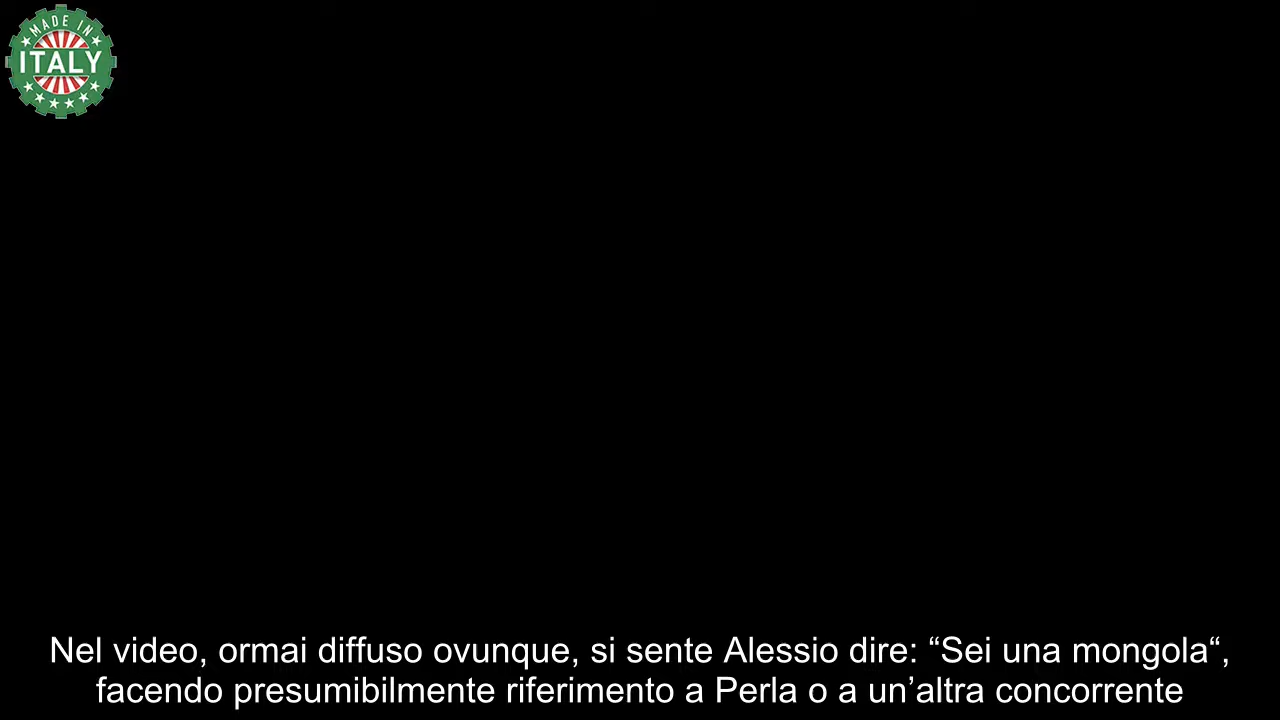 MADE IN
ITALY
Nel video, ormai diffuso ovunque, si sente Alessio dire: “Sei una mongola“,
facendo presumibilmente riferimento a Perla o a un’altra concorrente